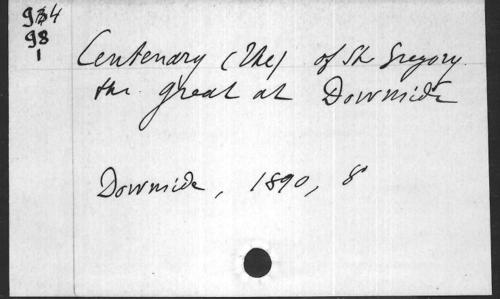 934
98
1
Centenary (The) of St Gregory
the great at Downside
Downside, 1890, 8°